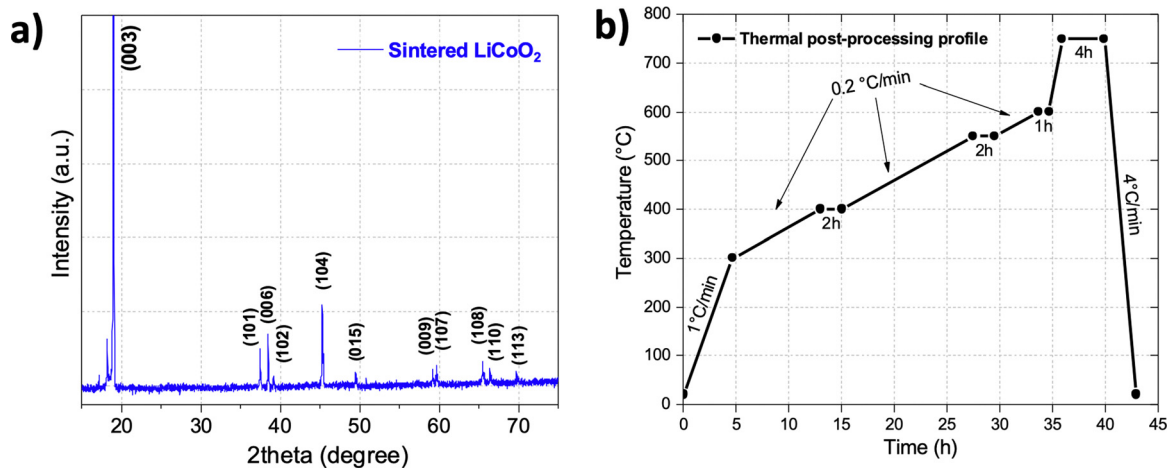 a)
Sintered LiCoO₂
(003)
(101)
(006)
(102)
(104)
(015)
(009)
(107)
(108)
(110)
(113)
Intensity (a.u.)
20
30
40
50
60
70
2theta (degree)
b)
Thermal post-processing profile
800
700
600
500
400
300
200
100
0
Temperature (°C)
1°C/min
0.2 °C/min
2h
2h
1h
4h
4°C/min
0
5
10
15
20
25
30
35
40
45
Time (h)